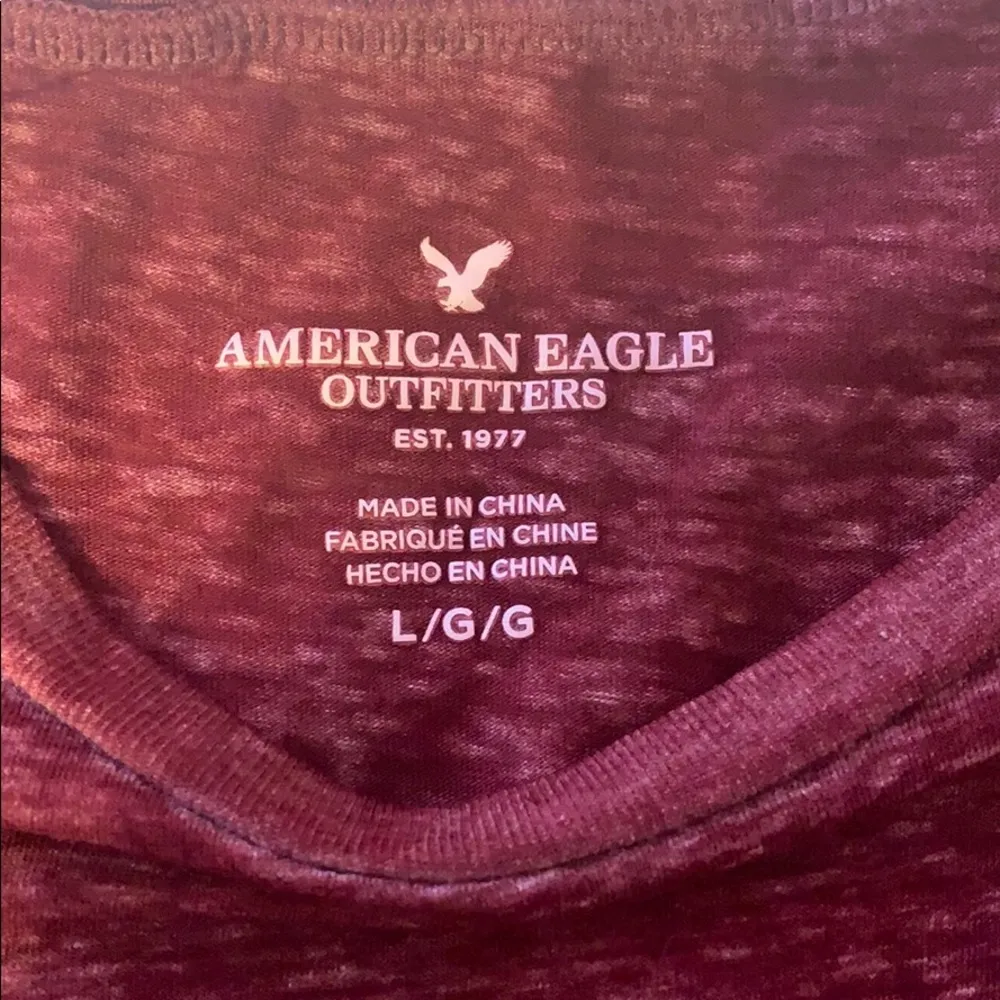 AMERICAN EAGLE
OUTFITTERS
EST. 1977
MADE IN CHINA
FABRIQUÉ EN CHINE
HECHO EN CHINA
L/G/G